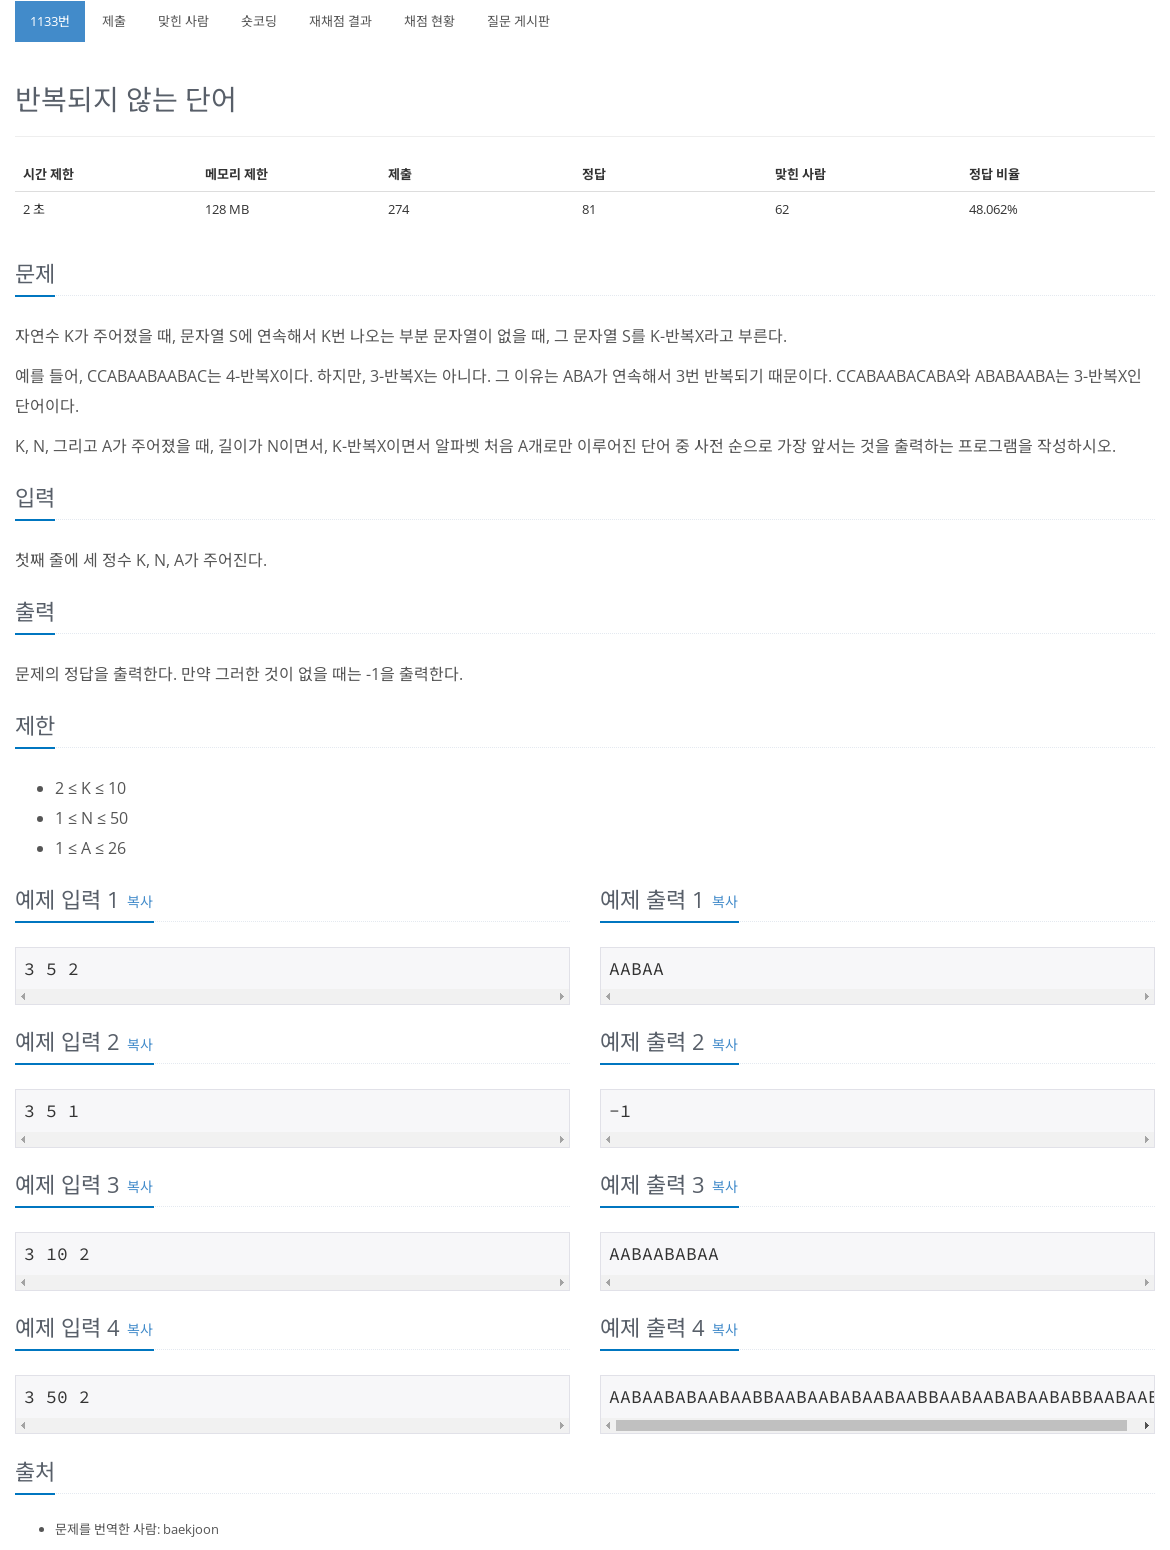 1133번 제출 맞힌 사람 숏코딩 재채점 결과 채점 현황 질문 게시판
반복되지 않는 단어
시간 제한 메모리 제한 제출 정답 맞힌 사람 정답 비율
2 초 128 MB 274 81 62 48.062%
문제
자연수 K가 주어졌을 때, 문자열 S에 연속해서 K번 나오는 부분 문자열이 없을 때, 그 문자열 S를 K-반복X라고 부른다.
예를 들어, CCABAABAABAC는 4-반복X이다. 하지만, 3-반복X는 아니다. 그 이유는 ABA가 연속해서 3번 반복되기 때문이다. CCABAABACABA와 ABABAABA는 3-반복X인
단어이다.
K, N, 그리고 A가 주어졌을 때, 길이가 N이면서, K-반복X이면서 알파벳 처음 A개로만 이루어진 단어 중 사전 순으로 가장 앞서는 것을 출력하는 프로그램을 작성하시오.
입력
첫째 줄에 세 정수 K, N, A가 주어진다.
출력
문제의 정답을 출력한다. 만약 그러한 것이 없을 때는 -1을 출력한다.
제한
• 2 ≤ K ≤ 10
• 1 ≤ N ≤ 50
• 1 ≤ A ≤ 26
예제 입력 1 복사
3 5 2
예제 출력 1 복사
AABAA
예제 입력 2 복사
3 5 1
예제 출력 2 복사
-1
예제 입력 3 복사
3 10 2
예제 출력 3 복사
AABAABABAA
예제 입력 4 복사
3 50 2
예제 출력 4 복사
AABAABABAABAABBAABAABABAABAABBAABAABABAABABBAABAAB
출처
• 문제를 번역한 사람: baekjoon